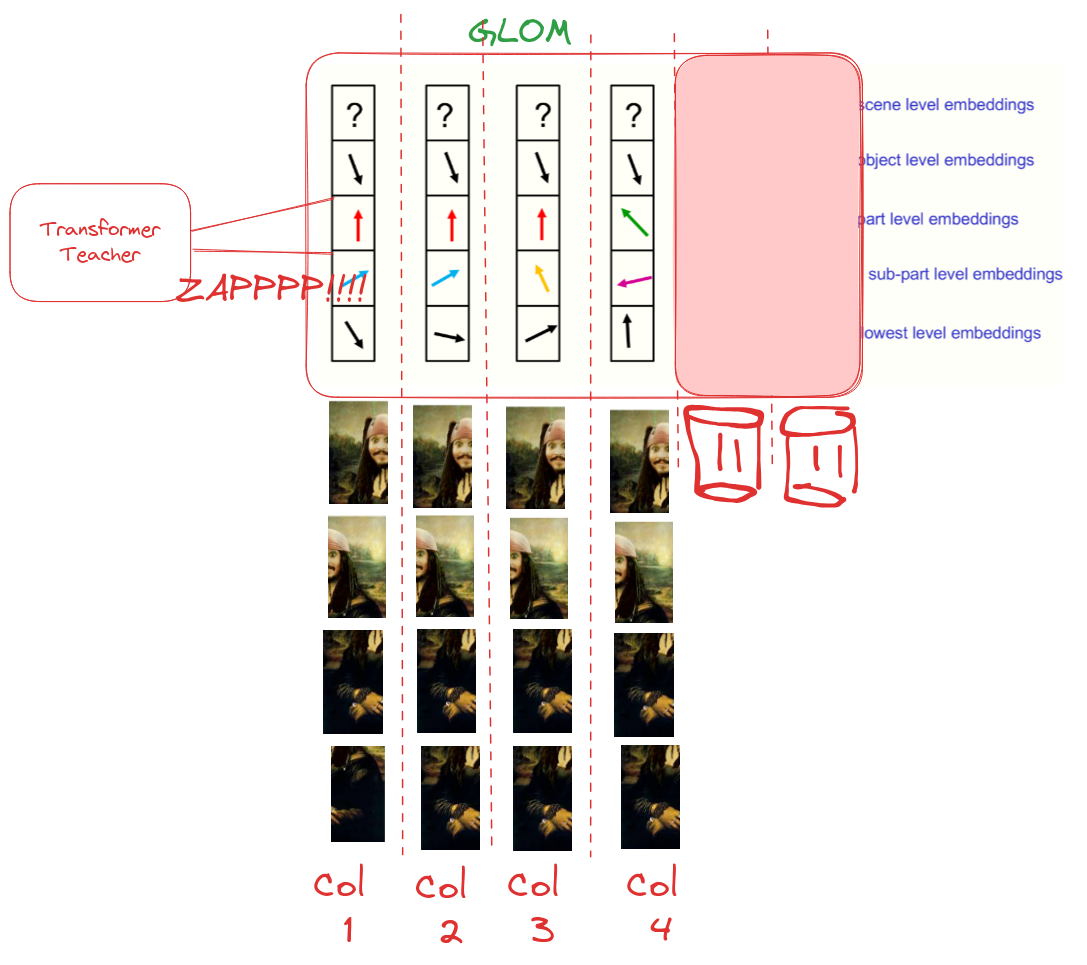 GLOM
? ? ? ?
scene level embeddings
object level embeddings
part level embeddings
Transformer
Teacher
ZAPPPP!!!!
sub-part level embeddings
lowest level embeddings
Col Col Col Col
1 2 3 4